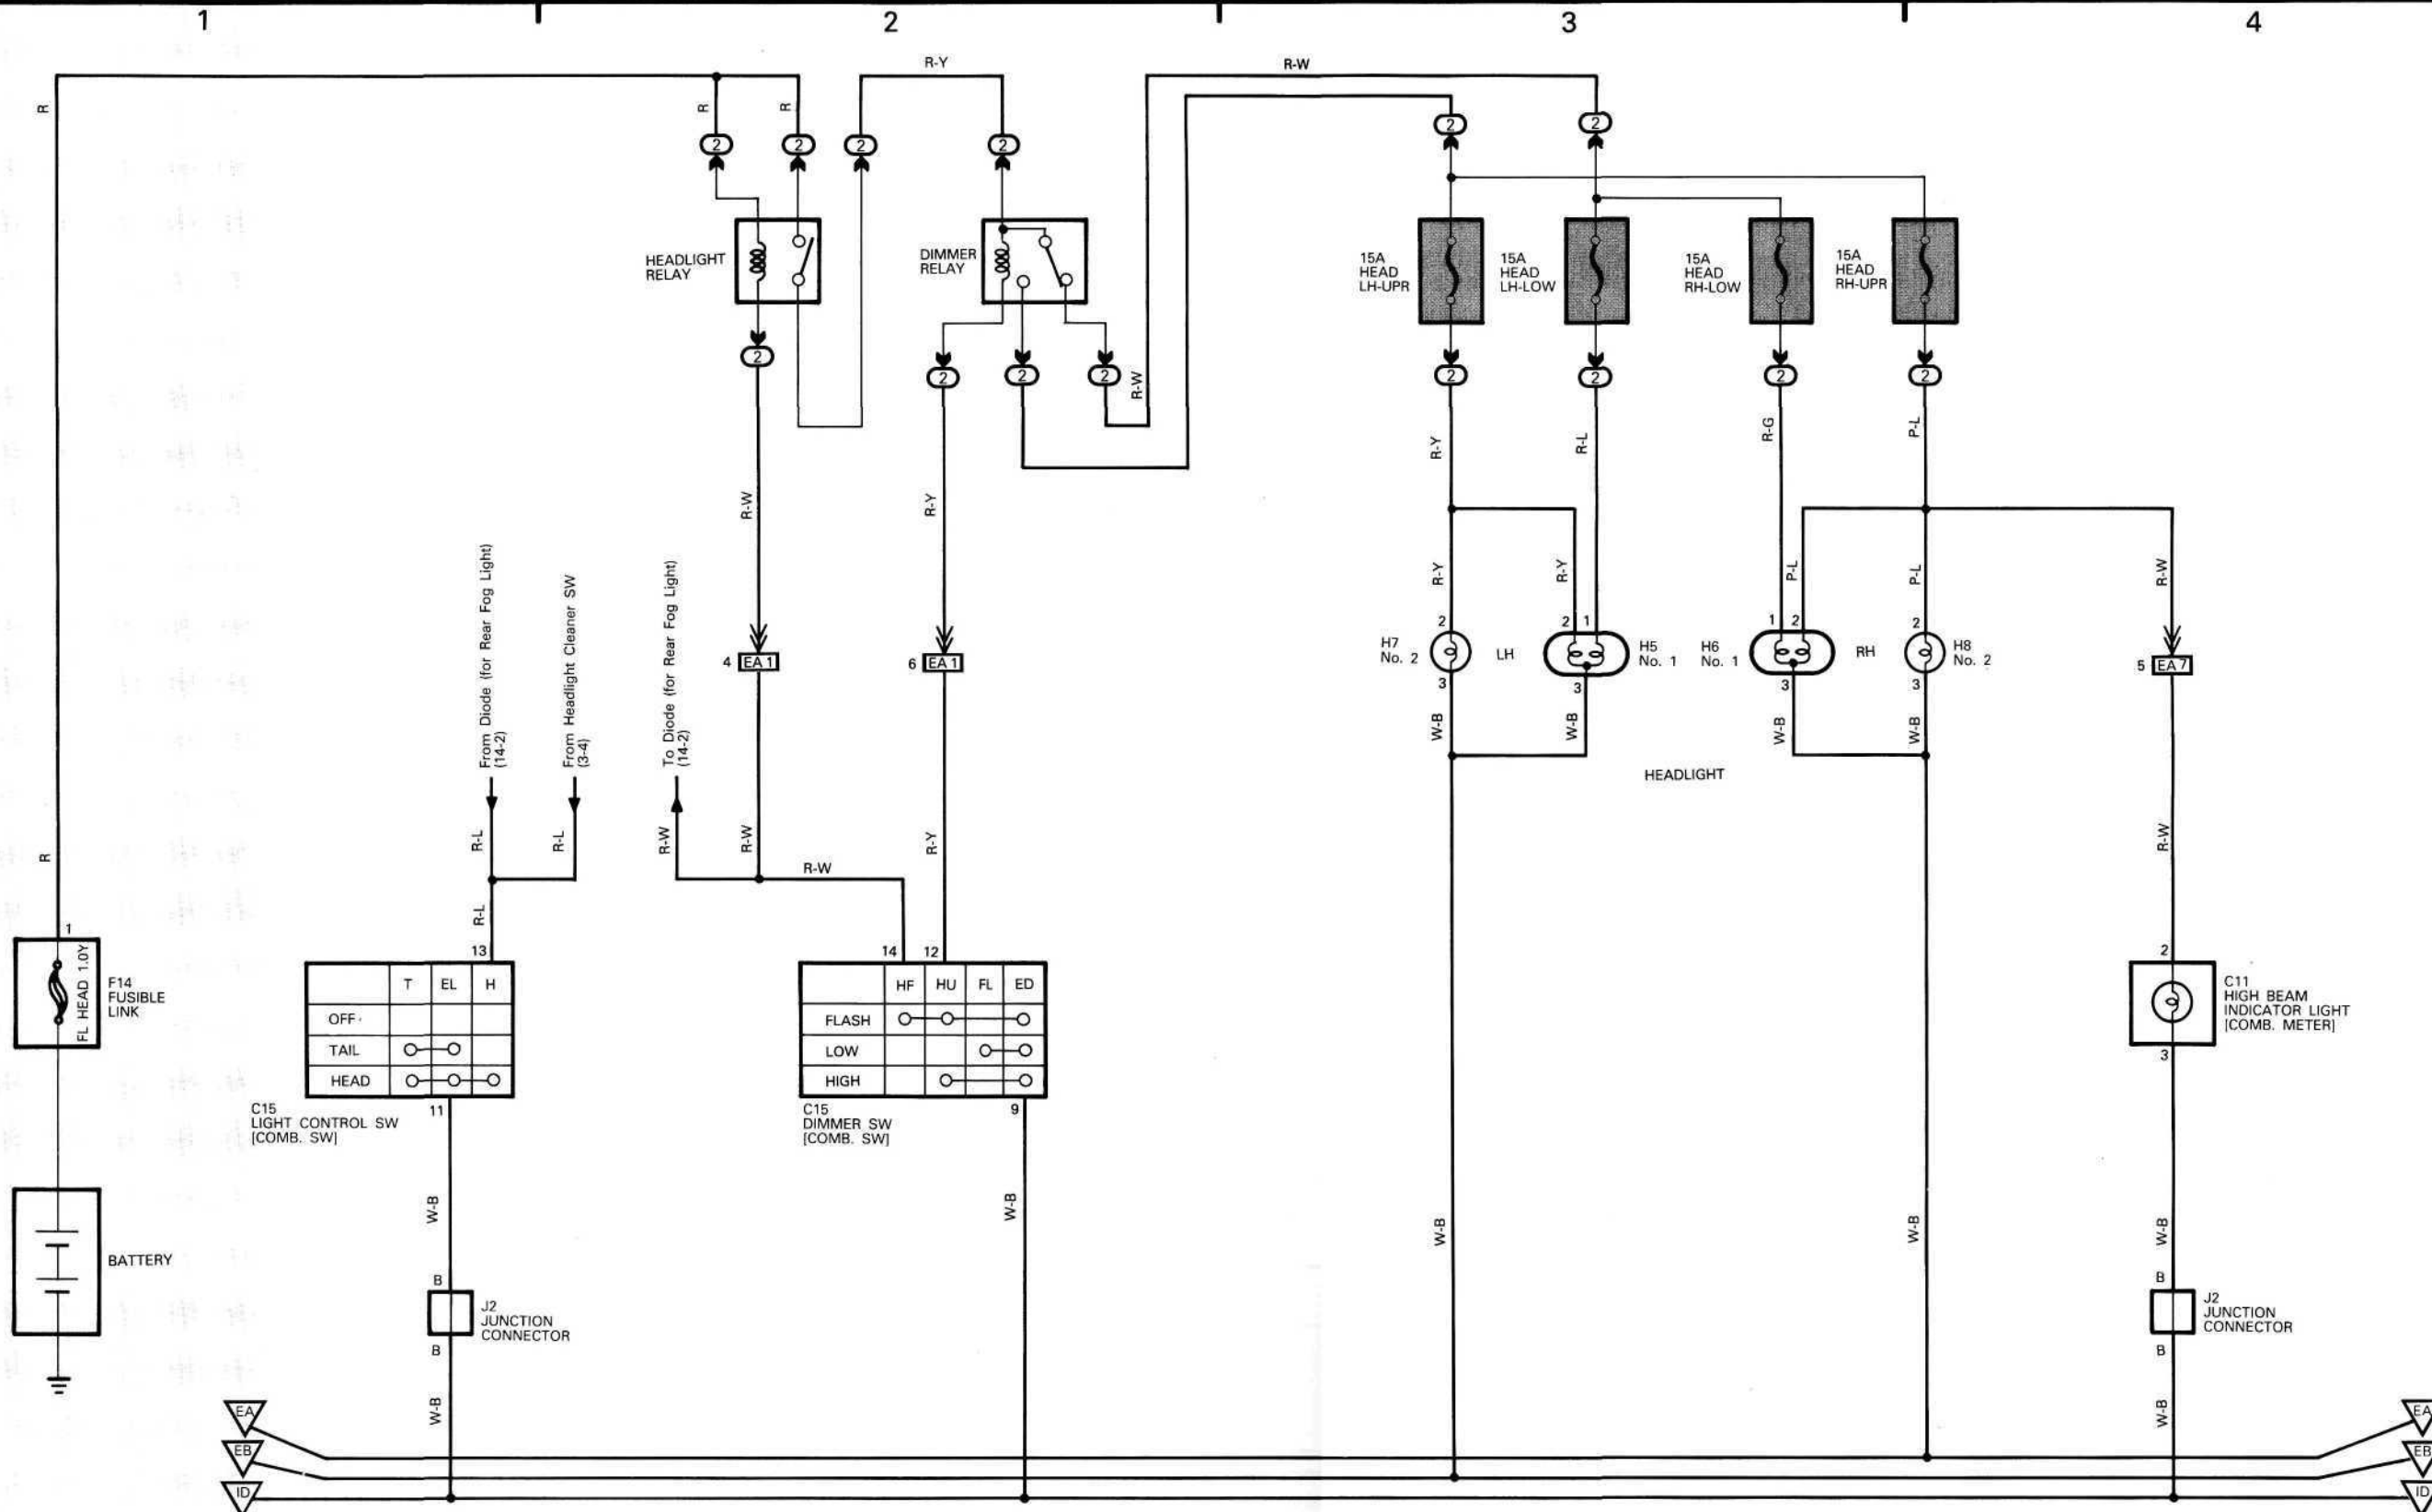 1
2
3
4
R
R
R
R-Y
R-W
2
2
2
2
2
2
HEADLIGHT
RELAY
DIMMER
RELAY
15A
HEAD
LH-UPR
15A
HEAD
LH-LOW
15A
HEAD
RH-LOW
15A
HEAD
RH-UPR
2
2
2
2
R-W
2
2
2
2
R-Y
R-L
R-G
P-L
R-W
R-Y
From Diode (for Rear Fog Light)
(14-2)
From Headlight Cleaner SW
(3-4)
To Diode (for Rear Fog Light)
(14-2)
R-Y
R-Y
P-L
P-L
R-W
4 EA 1
6 EA 1
2
2 1
1 2
2
H7
No. 2
LH
H5
No. 1
H6
No. 1
RH
H8
No. 2
5 EA 7
3
3
3
3
W-B
W-B
W-B
W-B
HEADLIGHT
R-L
R-L
R-W
R-W
R-W
R-Y
R-W
R
R-L
1
FL HEAD 1.0Y
F14
FUSIBLE
LINK
13
T EL H
OFF
TAIL
HEAD
C15
LIGHT CONTROL SW
[COMB. SW]
11
14 12
HF HU FL ED
FLASH
LOW
HIGH
C15
DIMMER SW
[COMB. SW]
9
2
C11
HIGH BEAM
INDICATOR LIGHT
[COMB. METER]
3
BATTERY
W-B
W-B
W-B
W-B
W-B
B
J2
JUNCTION
CONNECTOR
B
B
J2
JUNCTION
CONNECTOR
B
W-B
W-B
EA
EB
ID
EA
EB
ID